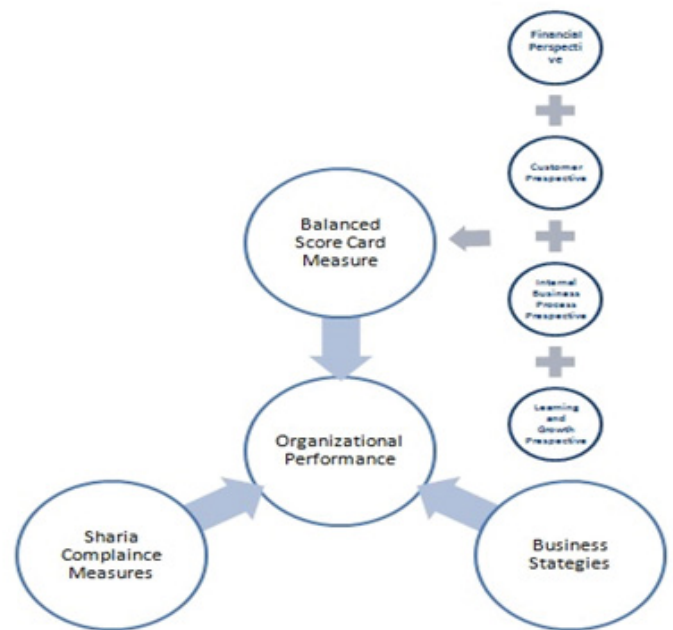 Financial
Perspecti
ve
Customer
Prespective
Balanced
Score Card
Measure
Internal
Business
Process
Prespective
Learning
and
Growth
Prespective
Organizational
Performance
Sharia
Complaince
Measures
Business
Stategies